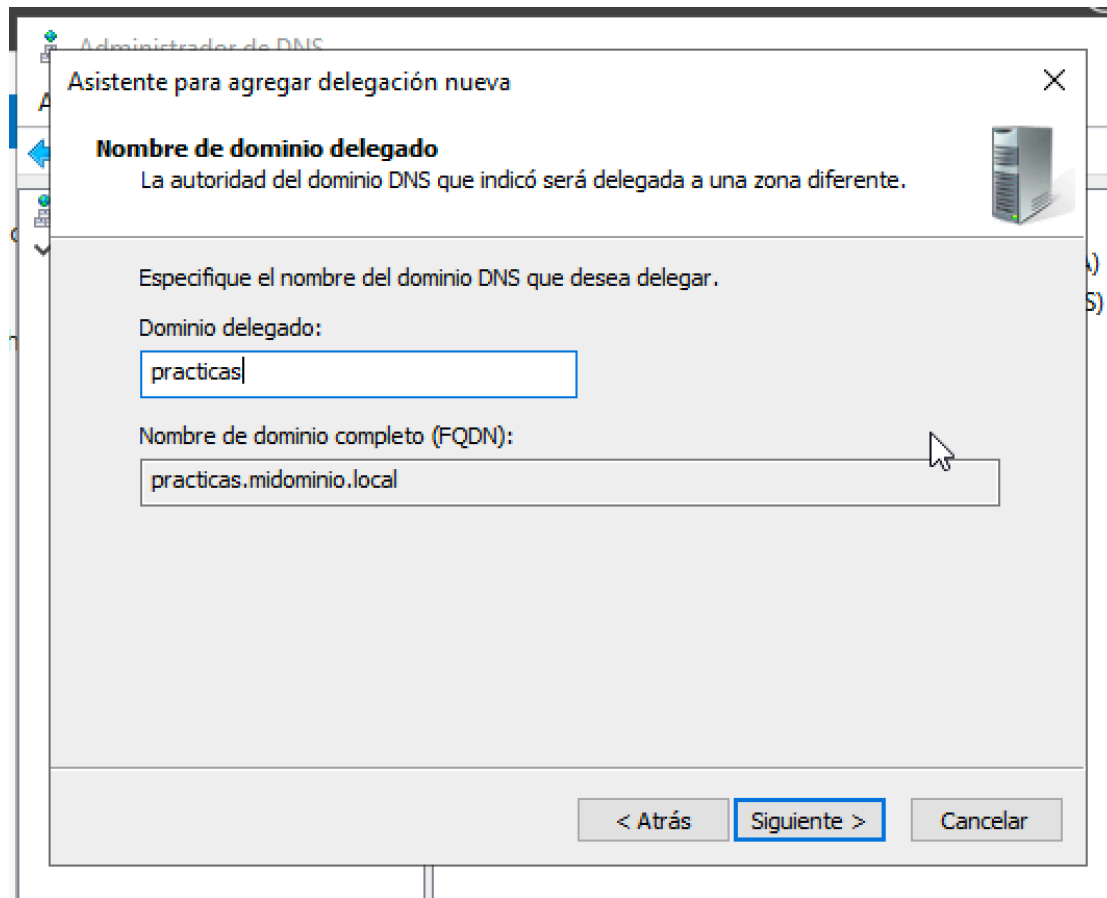 Administrador de DNS
Asistente para agregar delegación nueva
Nombre de dominio delegado
La autoridad del dominio DNS que indicó será delegada a una zona diferente.
Especifique el nombre del dominio DNS que desea delegar.
Dominio delegado:
practicas
Nombre de dominio completo (FQDN):
practicas.midominio.local
< Atrás
Siguiente >
Cancelar